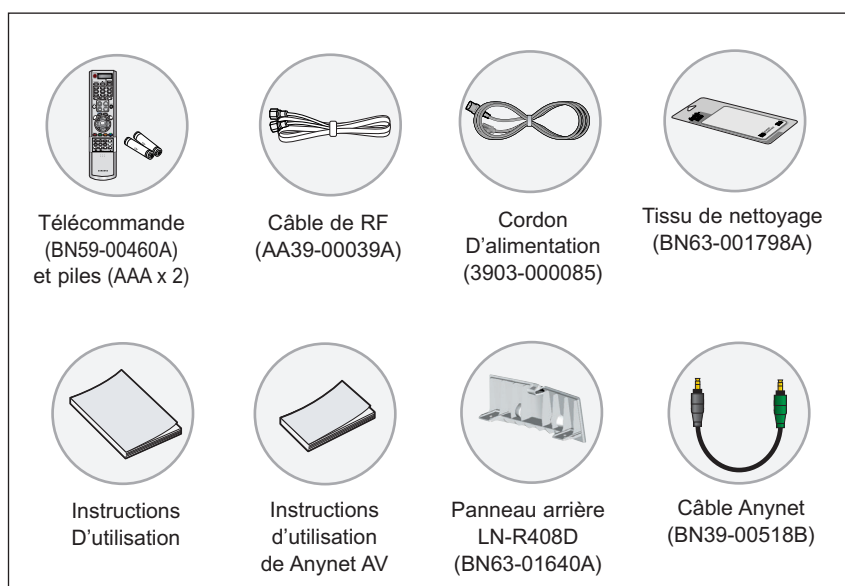 Télécommande
(BN59-00460A)
et piles (AAA x 2)
Câble de RF
(AA39-00039A)
Cordon
D’alimentation
(3903-000085)
Tissu de nettoyage
(BN63-001798A)
Instructions
D’utilisation
Instructions
d’utilisation
de Anynet AV
Panneau arrière
LN-R408D
(BN63-01640A)
Câble Anynet
(BN39-00518B)